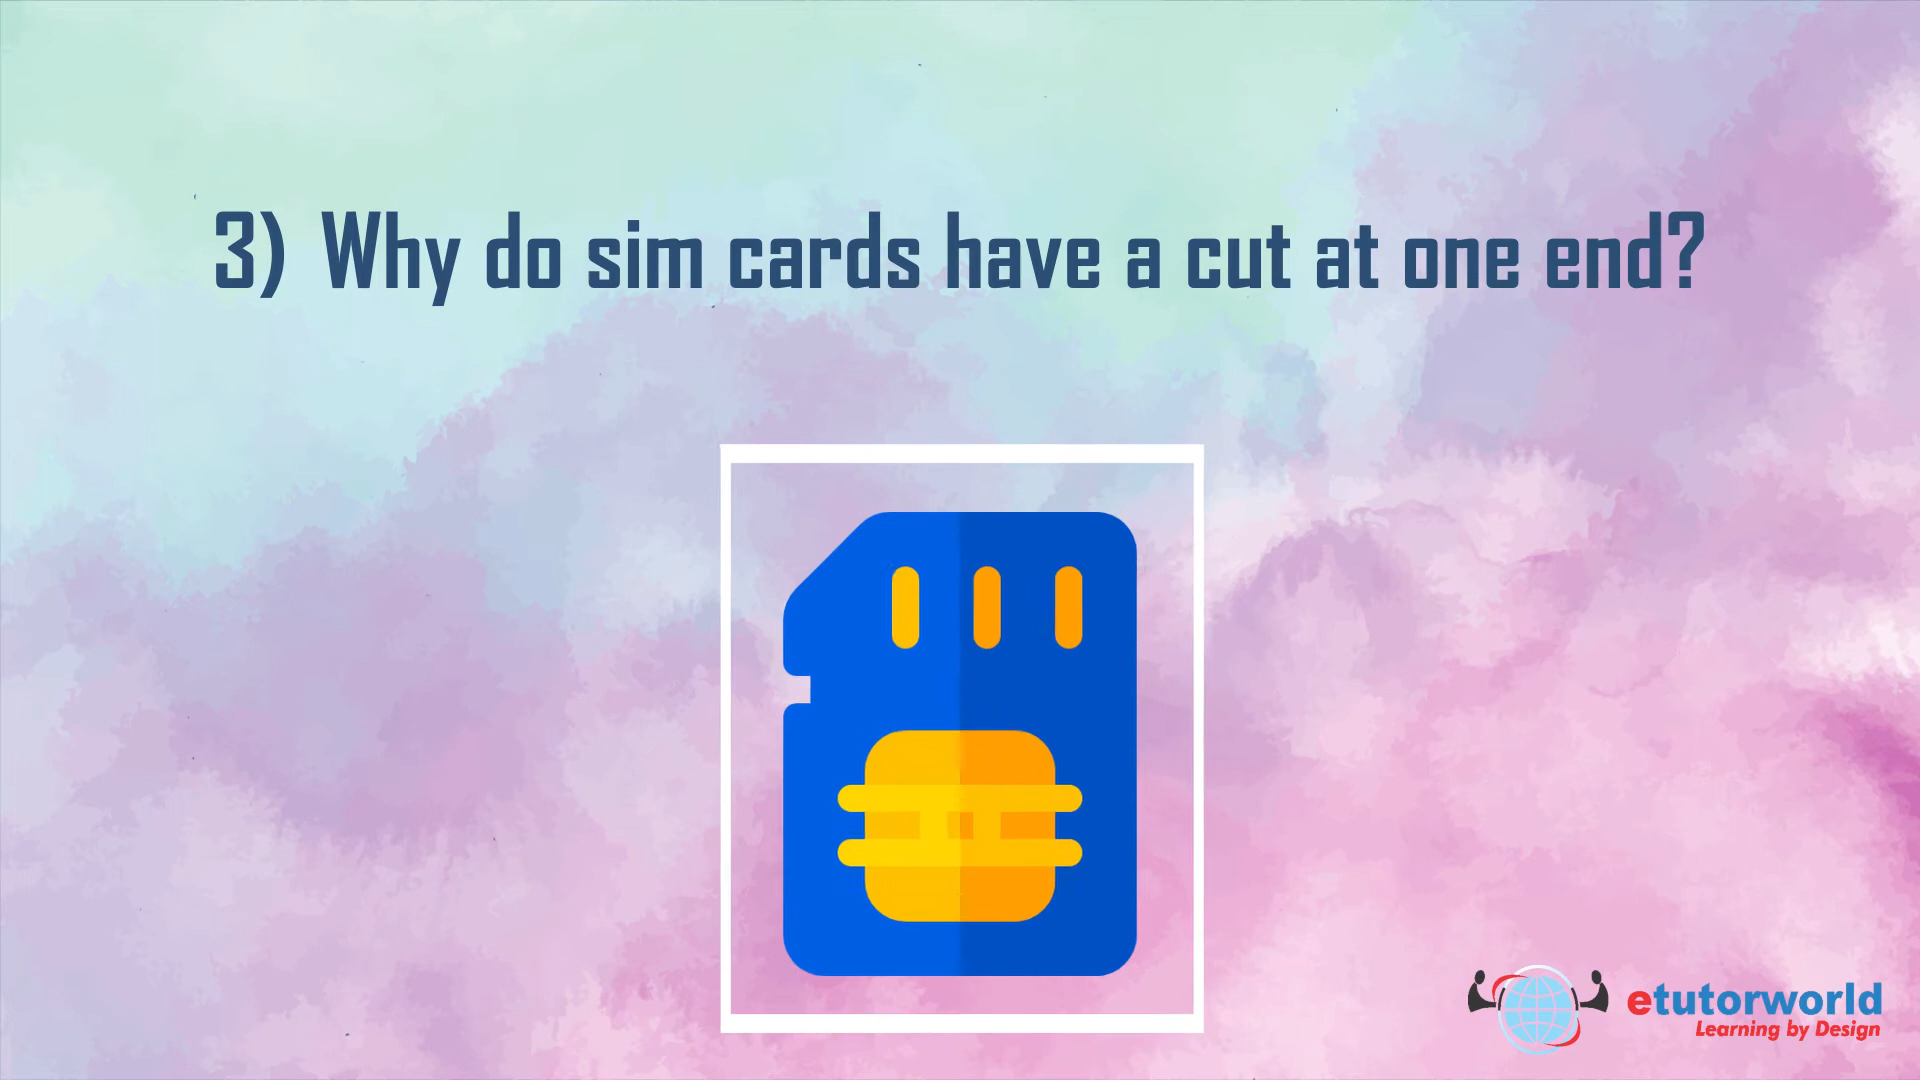 3) Why do sim cards have a cut at one end?
etutorworld
Learning by Design